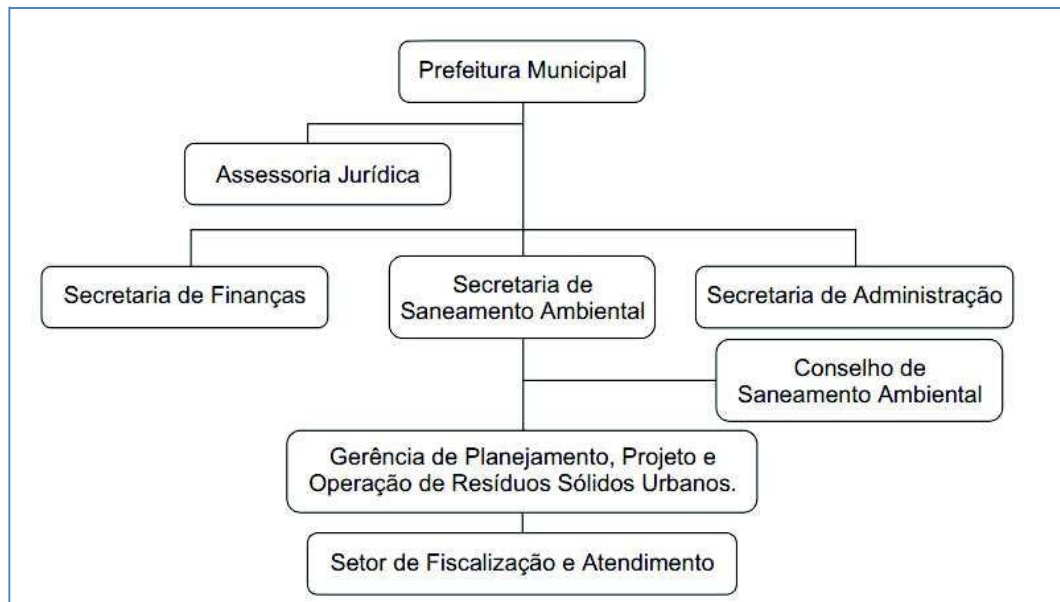 Prefeitura Municipal
Assessoria Jurídica
Secretaria de Finanças
Secretaria de
Saneamento Ambiental
Secretaria de Administração
Conselho de
Saneamento Ambiental
Gerência de Planejamento, Projeto e
Operação de Resíduos Sólidos Urbanos.
Setor de Fiscalização e Atendimento